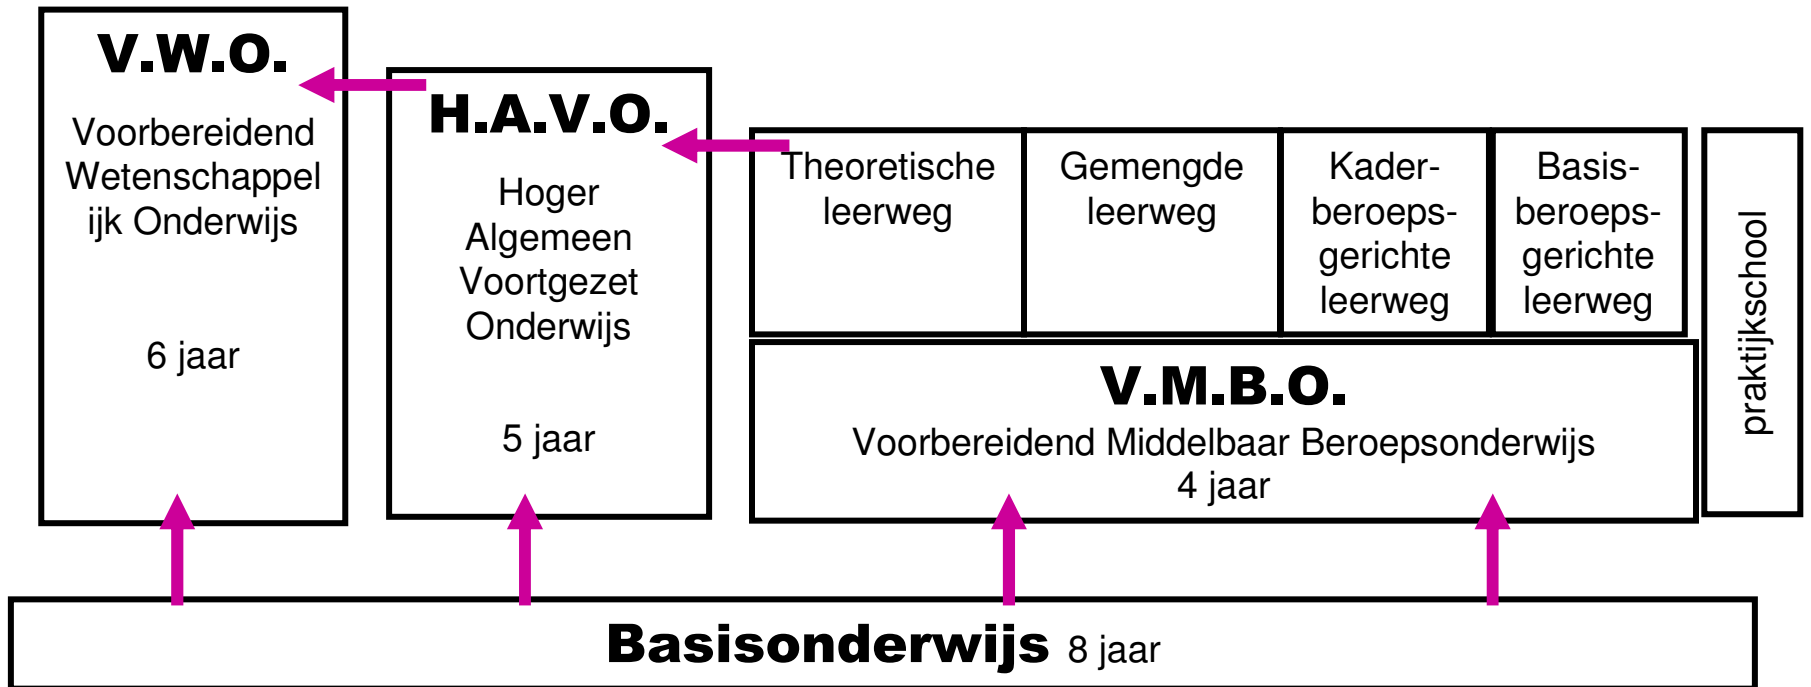 V.W.O.
Voorbereidend
Wetenschappel
ijk Onderwijs
6 jaar
H.A.V.O.
Hoger
Algemeen
Voortgezet
Onderwijs
5 jaar
Theoretische
leerweg
Gemengde
leerweg
Kader-
beroeps-
gerichte
leerweg
Basis-
beroeps-
gerichte
leerweg
V.M.B.O.
Voorbereidend Middelbaar Beroepsonderwijs
4 jaar
praktijkschool
Basisonderwijs 8 jaar